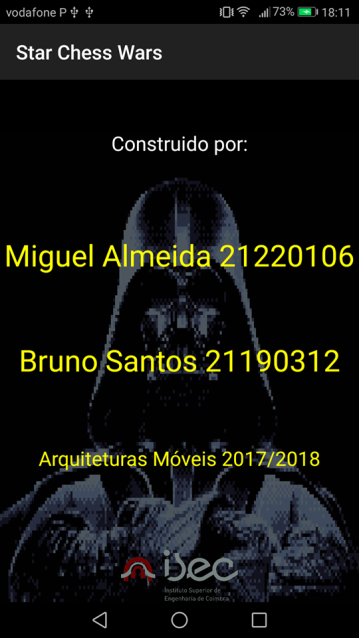 vodafone P 73% 18:11
Star Chess Wars
Construido por:
Miguel Almeida 21220106
Bruno Santos 21190312
Arquiteturas Móveis 2017/2018
isec
Instituto Superior de
Engenharia de Coimbra